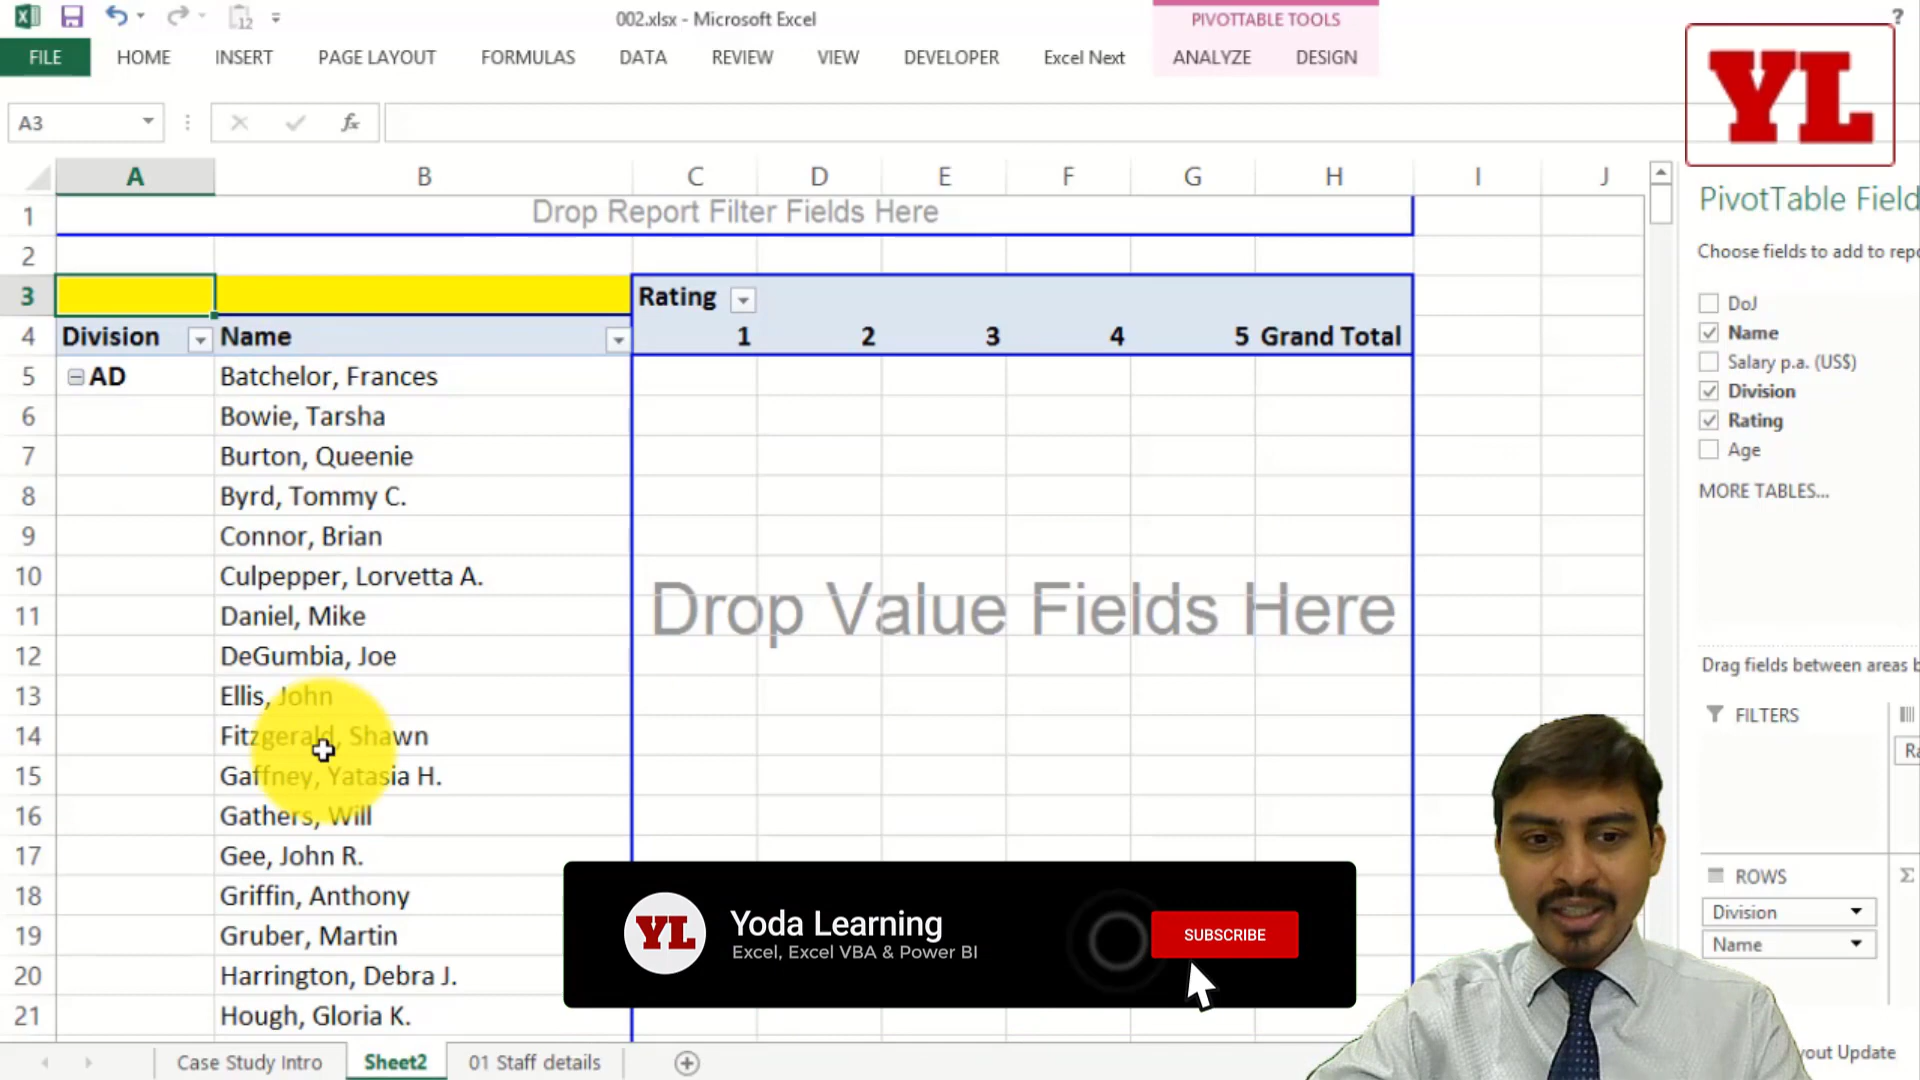 12
002.xlsx - Microsoft Excel
PIVOTTABLE TOOLS
?
FILE HOME INSERT PAGE LAYOUT FORMULAS DATA REVIEW VIEW DEVELOPER Excel Next ANALYZE DESIGN
YL
A3 fx
A B C D E F G H I J
PivotTable Field
1 Drop Report Filter Fields Here
2
Choose fields to add to repo
3 Rating
4 Division Name 1 2 3 4 5 Grand Total
5 AD Batchelor, Frances
6 Bowie, Tarsha
7 Burton, Queenie
8 Byrd, Tommy C.
9 Connor, Brian
10 Culpepper, Lorvetta A.
11 Daniel, Mike
12 DeGumbia, Joe
13 Ellis, John
14 Fitzgerald, Shawn
15 Gaffney, Yatasia H.
16 Gathers, Will
17 Gee, John R.
18 Griffin, Anthony
19 Gruber, Martin
20 Harrington, Debra J.
21 Hough, Gloria K.
Drop Value Fields Here
DoJ
Name
Salary p.a. (US$)
Division
Rating
Age
MORE TABLES...
Drag fields between areas b
FILTERS
Ra
ROWS
Σ
Division
Name
yout Update
YL
Yoda Learning
Excel, Excel VBA & Power BI
SUBSCRIBE
Case Study Intro Sheet2 01 Staff details